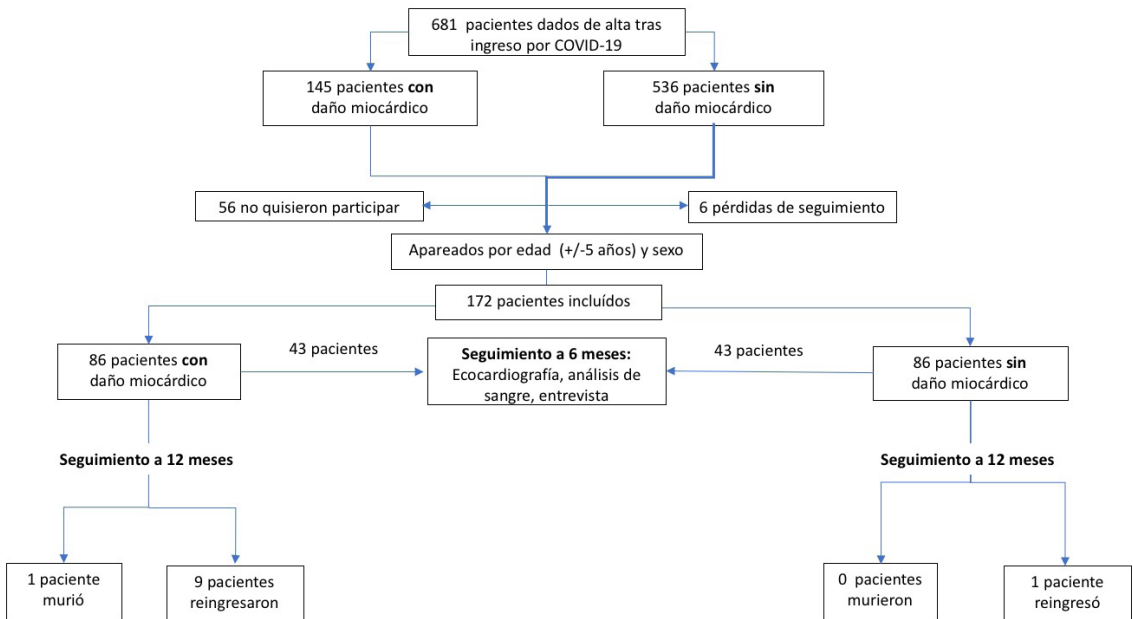 681 pacientes dados de alta tras
ingreso por COVID-19
145 pacientes con
daño miocárdico
536 pacientes sin
daño miocárdico
56 no quisieron participar
6 pérdidas de seguimiento
Apareados por edad (+/-5 años) y sexo
172 pacientes incluídos
86 pacientes con
daño miocárdico
43 pacientes
Seguimiento a 6 meses:
Ecocardiografía, análisis de
sangre, entrevista
43 pacientes
86 pacientes sin
daño miocárdico
Seguimiento a 12 meses
Seguimiento a 12 meses
1 paciente
murió
9 pacientes
reingresaron
0 pacientes
murieron
1 paciente
reingresó